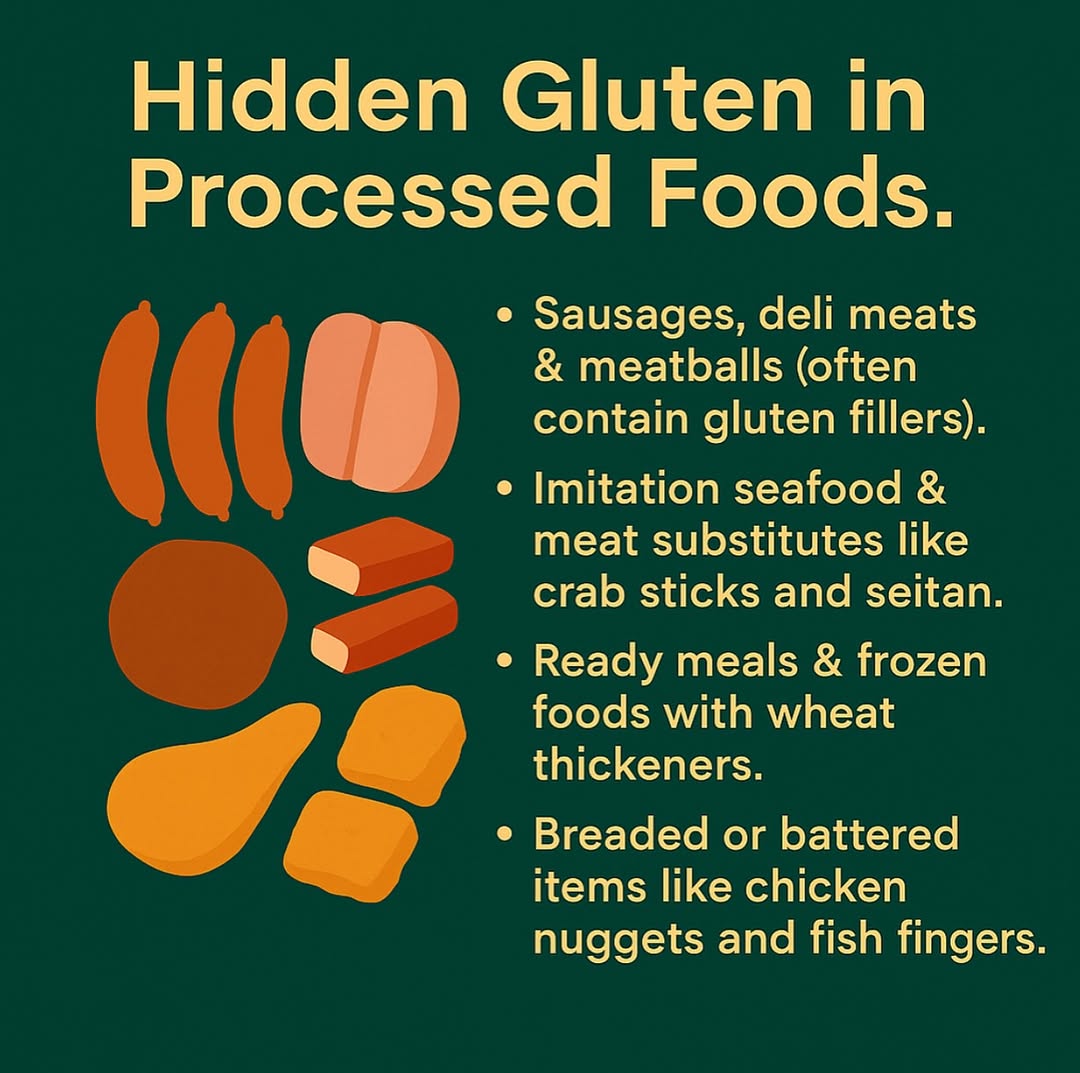 Hidden Gluten in
Processed Foods.
• Sausages, deli meats
& meatballs (often
contain gluten fillers).
• Imitation seafood &
meat substitutes like
crab sticks and seitan.
• Ready meals & frozen
foods with wheat
thickeners.
• Breaded or battered
items like chicken
nuggets and fish fingers.